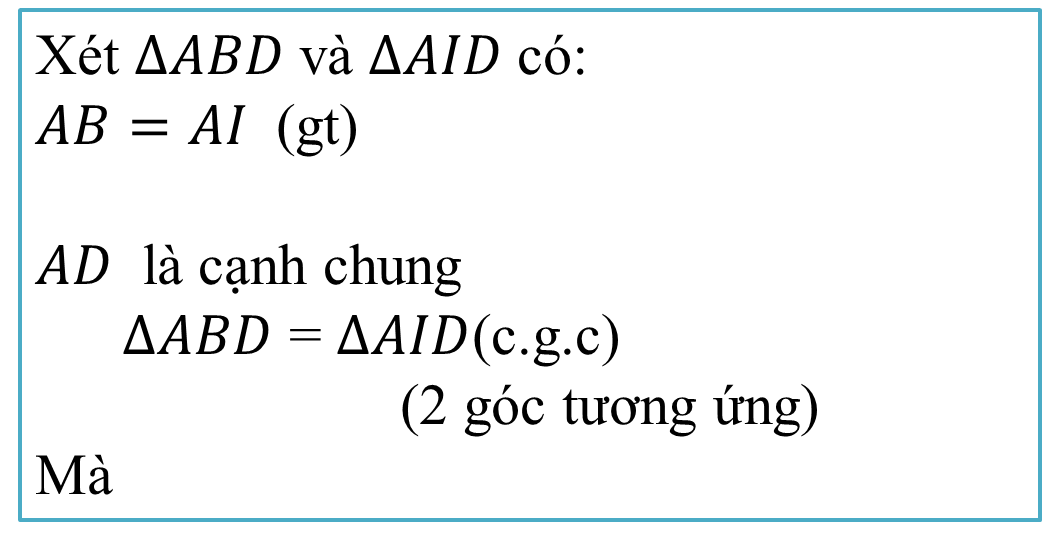 Xét ΔABD và ΔAID có:
AB = AI (gt)
AD là cạnh chung
ΔABD = ΔAID(c.g.c)
(2 góc tương ứng)
Mà